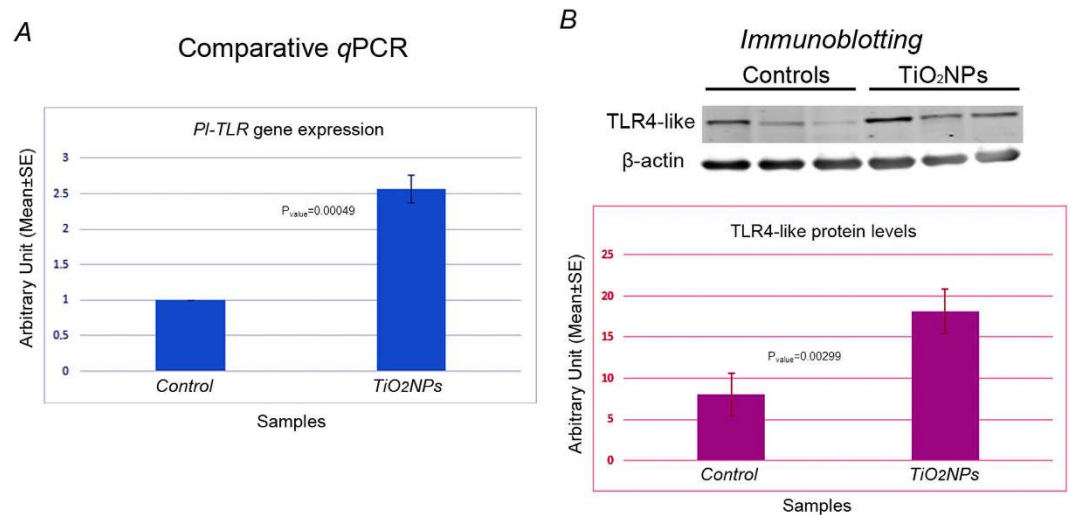 A
Comparative qPCR
Pl-TLR gene expression
Arbitrary Unit (Mean±SE)
3
2.5
2
1.5
1
0.5
0
Pvalue=0.00049
Control
TiO2NPs
Samples
B
Immunoblotting
Controls
TiO₂NPs
TLR4-like
β-actin
TLR4-like protein levels
Arbitrary Unit (Mean±SE)
25
20
15
10
5
0
Pvalue=0.00299
Control
TiO2NPs
Samples